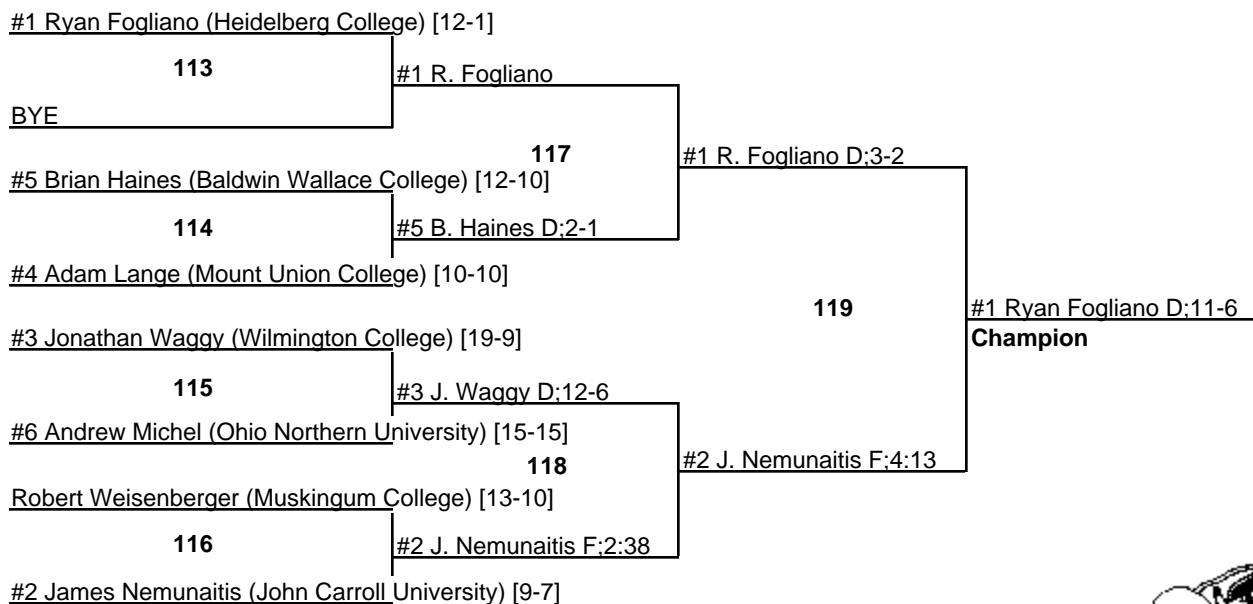 #1 Ryan Fogliano (Heidelberg College) [12-1]
113
#1 R. Fogliano
BYE
117
#1 R. Fogliano D;3-2
#5 Brian Haines (Baldwin Wallace College) [12-10]
114
#5 B. Haines D;2-1
#4 Adam Lange (Mount Union College) [10-10]
119
#1 Ryan Fogliano D;11-6
Champion
#3 Jonathan Waggy (Wilmington College) [19-9]
115
#3 J. Waggy D;12-6
#6 Andrew Michel (Ohio Northern University) [15-15]
118
#2 J. Nemunaitis F;4:13
Robert Weisenberger (Muskingum College) [13-10]
116
#2 J. Nemunaitis F;2:38
#2 James Nemunaitis (John Carroll University) [9-7]